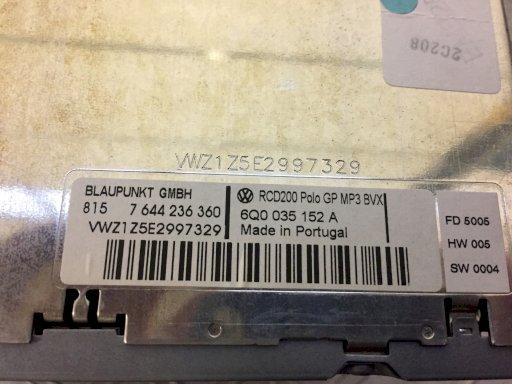 2C208
VWZ1Z5E2997329
BLAUPUNKT GMBH
815 7 644 236 360
VWZ1Z5E2997329
RCD200 Polo GP MP3 BVX
6Q0 035 152 A
Made in Portugal
FD 5005
HW 005
SW 0004